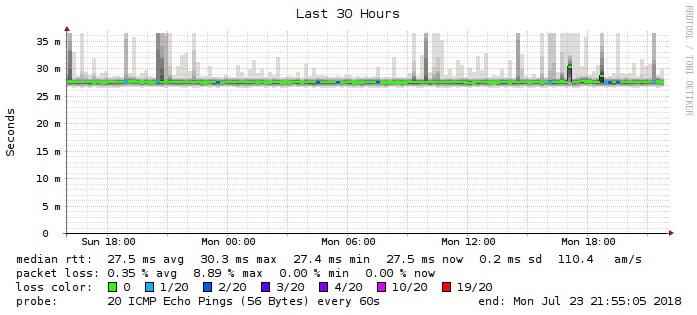 Last 30 Hours
RRDTOOL / TOBI OETIKER
Seconds
35 m
30 m
25 m
20 m
15 m
10 m
5 m
0
Sun 18:00 Mon 00:00 Mon 06:00 Mon 12:00 Mon 18:00
median rtt: 27.5 ms avg 30.3 ms max 27.4 ms min 27.5 ms now 0.2 ms sd 110.4 am/s
packet loss: 0.35 % avg 8.89 % max 0.00 % min 0.00 % now
loss color: 0 1/20 2/20 3/20 4/20 10/20 19/20
probe: 20 ICMP Echo Pings (56 Bytes) every 60s end: Mon Jul 23 21:55:05 2018